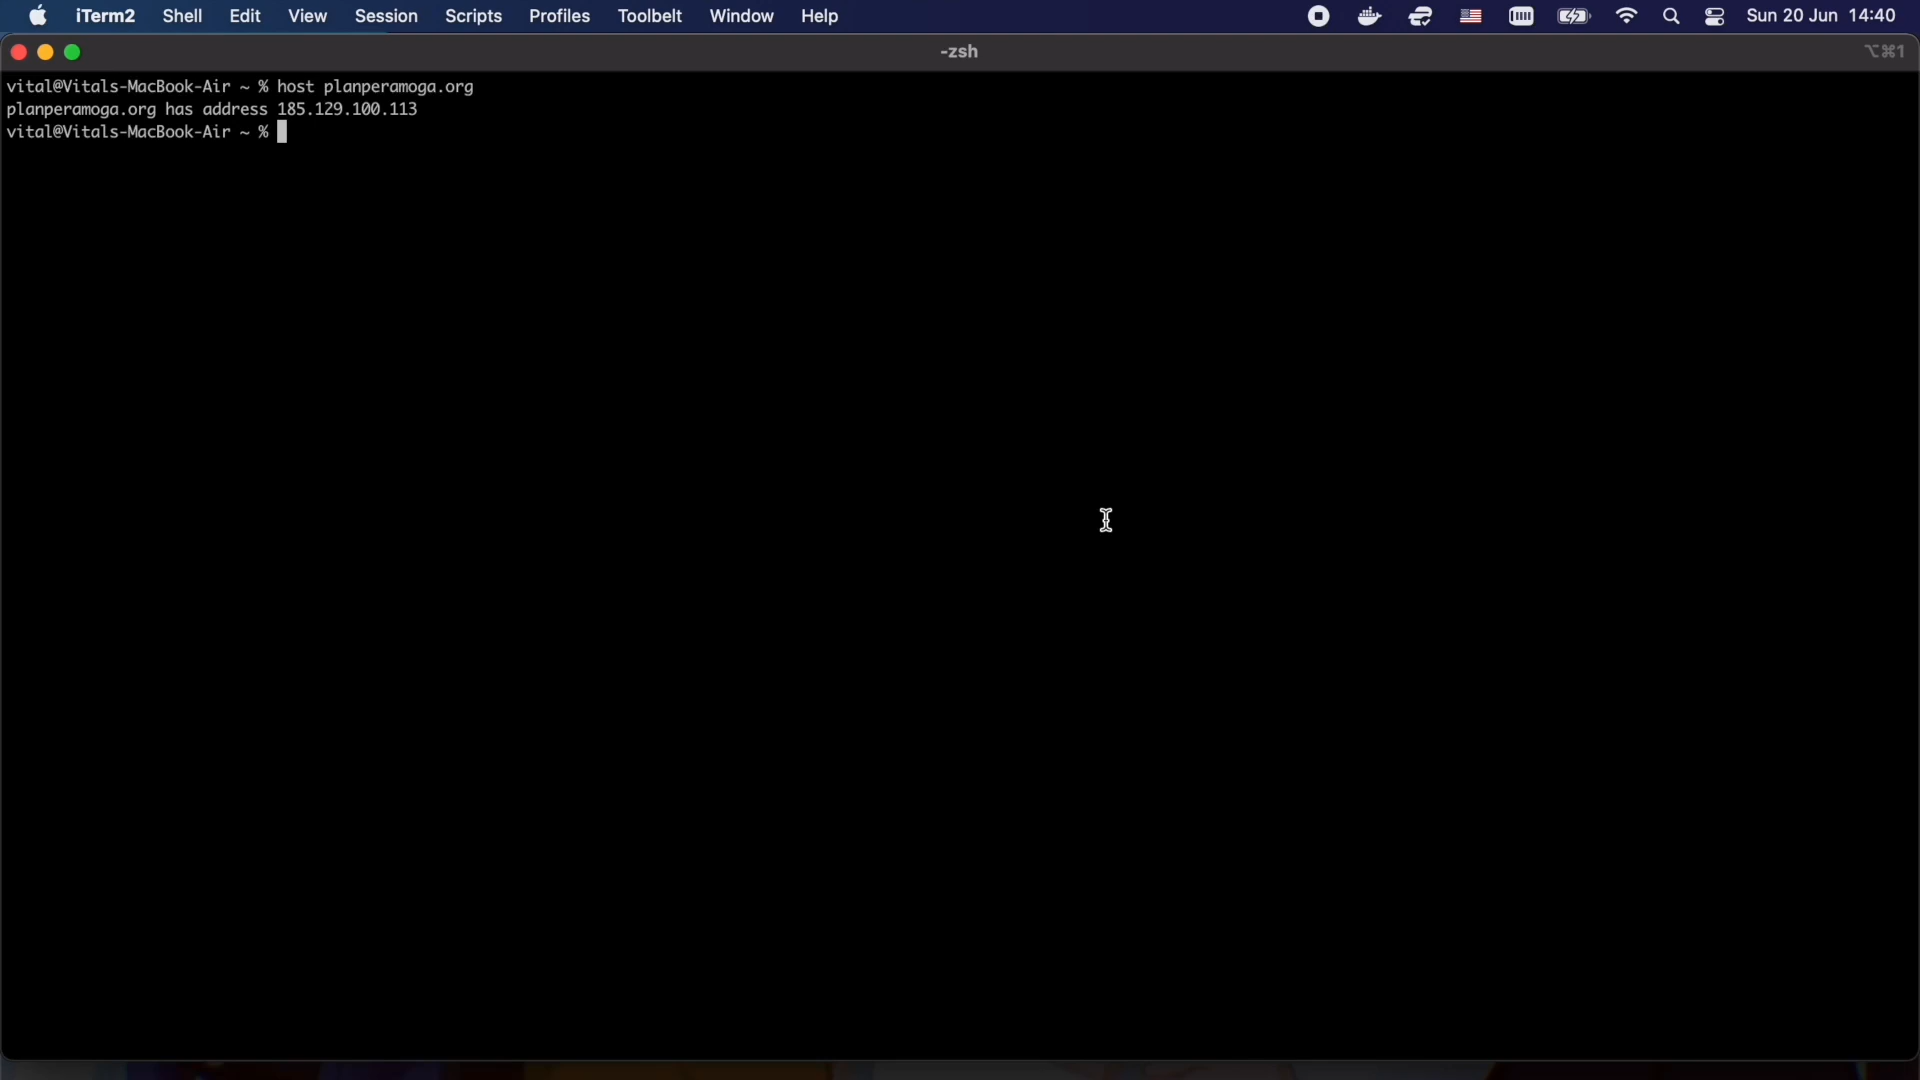 iTerm2 Shell Edit View Session Scripts Profiles Toolbelt Window Help Sun 20 Jun 14:40
-zsh ⌥⌘1
vital@Vitals-MacBook-Air ~ % host planperamoga.org
planperamoga.org has address 185.129.100.113
vital@Vitals-MacBook-Air ~ %